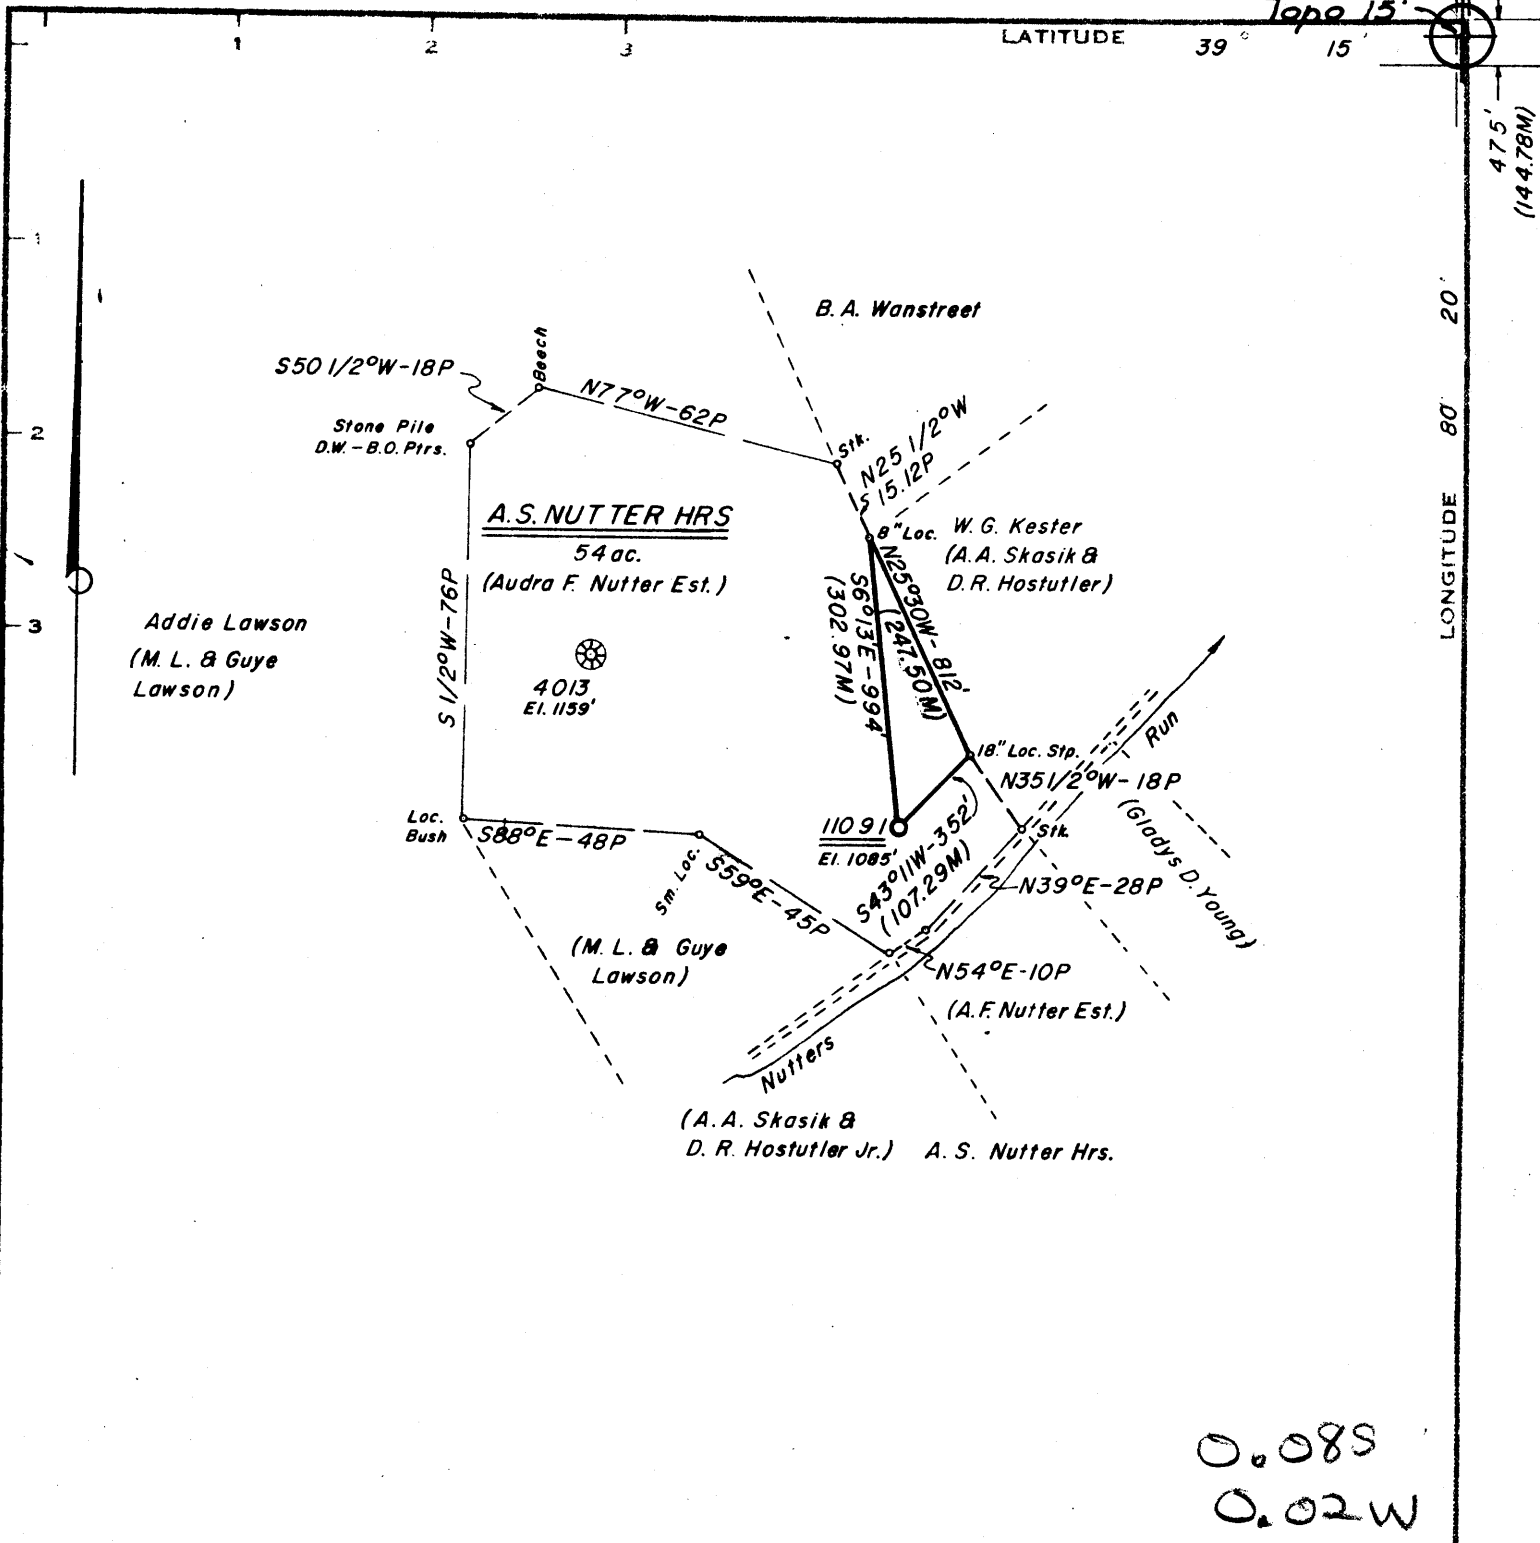 Topo 15'
1
2
3
LATITUDE 39° 15'
475'
(144.78M)
1
2
3
LONGITUDE 80° 20'
B. A. Wanstreet
Beech
S50 1/2°W-18P
N77°W-62P
Stone Pile
D.W. - B.O. Ptrs.
Stk.
N25 1/2°W
15.12P
S
A.S. NUTTER HRS
54 ac.
(Audra F. Nutter Est.)
8" Loc.
W. G. Kester
(A.A. Skasik &
D.R. Hostutler)
N25°30W-812'
(247.50M)
S6°13'E-994'
(302.97M)
S 1/2°W-76P
Addie Lawson
(M. L. & Guye
Lawson)
4013
El. 1159'
Run
18" Loc. Stp.
N35 1/2°W-18P
(Gladys D. Young)
Loc.
Bush
S88°E-48P
11091
El. 1085'
Stk.
S43°11W-352'
(107.29M)
N39°E-28P
Sm. Loc.
S59°E-45P
(M. L. & Guye
Lawson)
N54°E-10P
(A.F. Nutter Est.)
Nutters
(A.A. Skasik &
D. R. Hostutler Jr.)
A. S. Nutter Hrs.
0.08S
0.02W